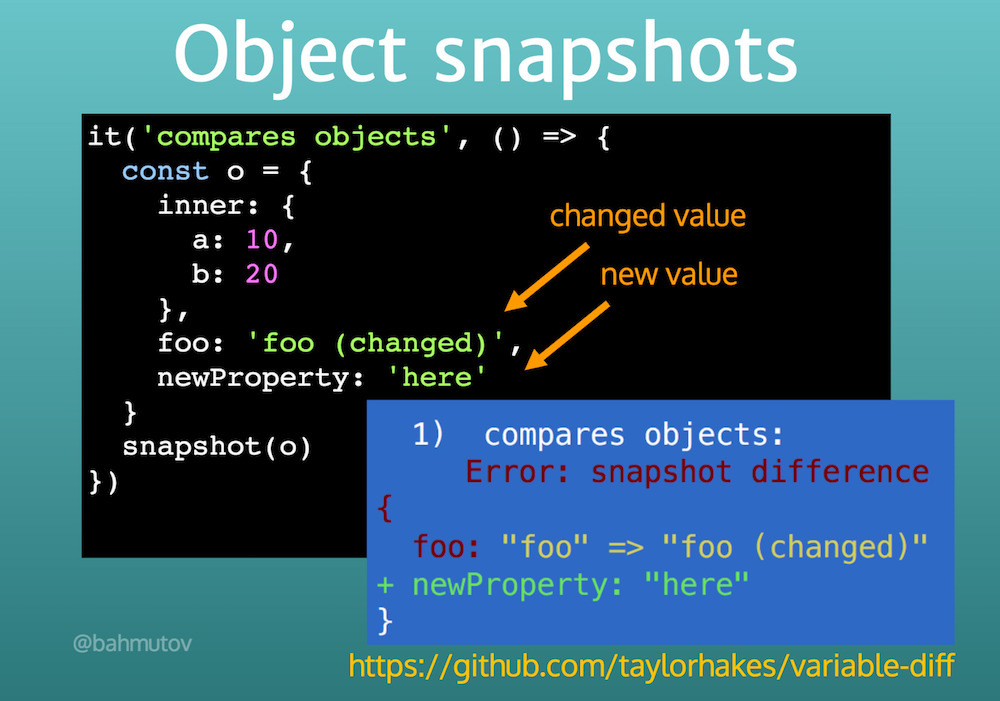 Object snapshots
it('compares objects', () => {
  const o = {
    inner: {
      a: 10,
      b: 20
    },
    foo: 'foo (changed)',
    newProperty: 'here'
  }
  snapshot(o)
})
changed value
new value
1)  compares objects:
Error: snapshot difference
{
  foo: "foo" => "foo (changed)"
+ newProperty: "here"
}
@bahmutov
https://github.com/taylorhakes/variable-diff